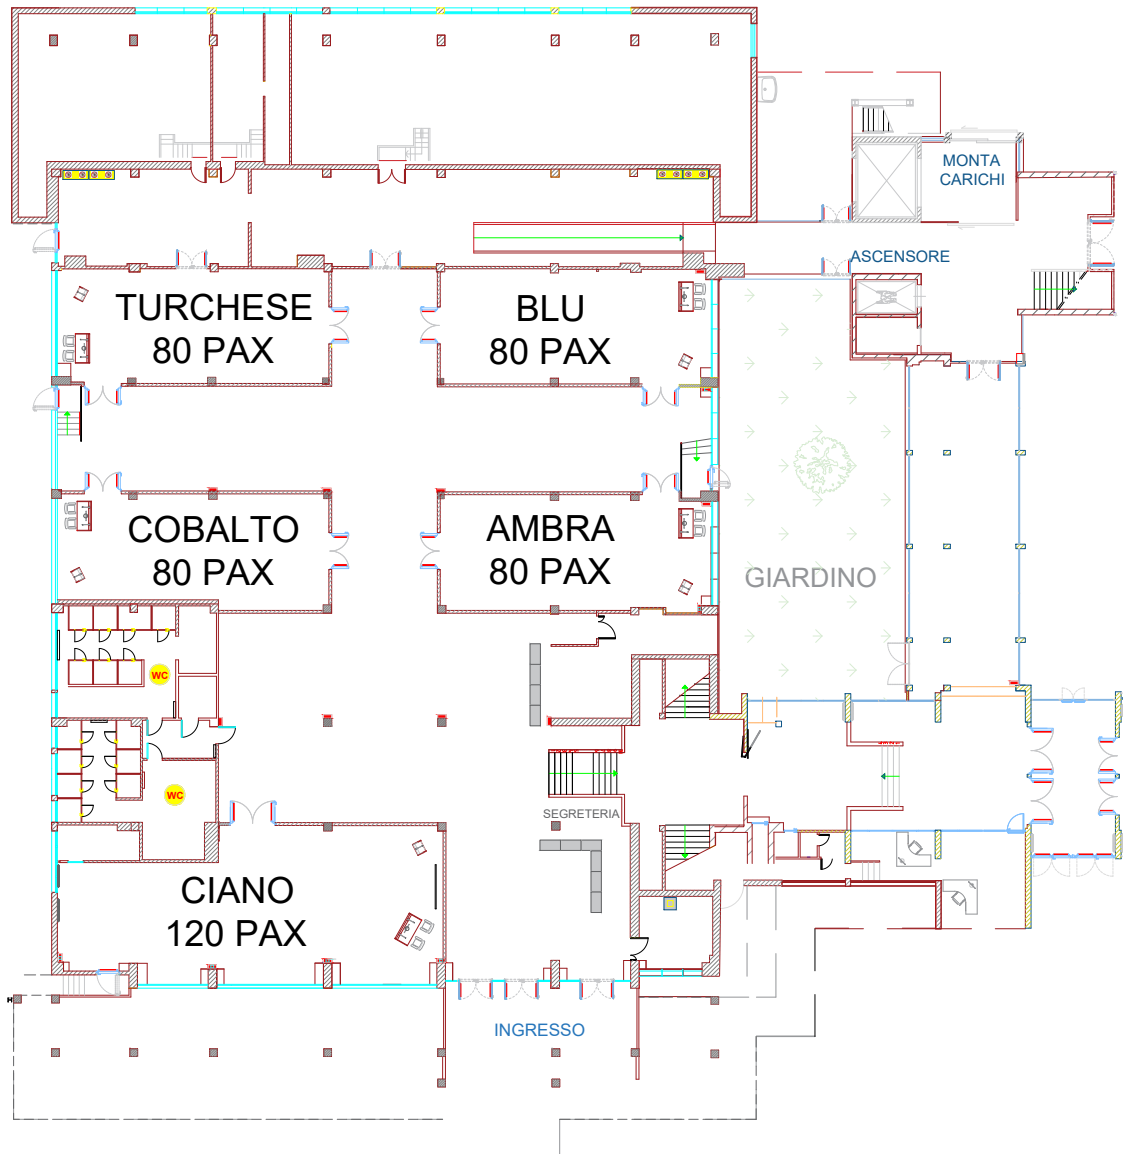 MONTA
CARICHI
ASCENSORE
TURCHESE
80 PAX
BLU
80 PAX
COBALTO
80 PAX
AMBRA
80 PAX
GIARDINO
WC
WC
SEGRETERIA
CIANO
120 PAX
INGRESSO